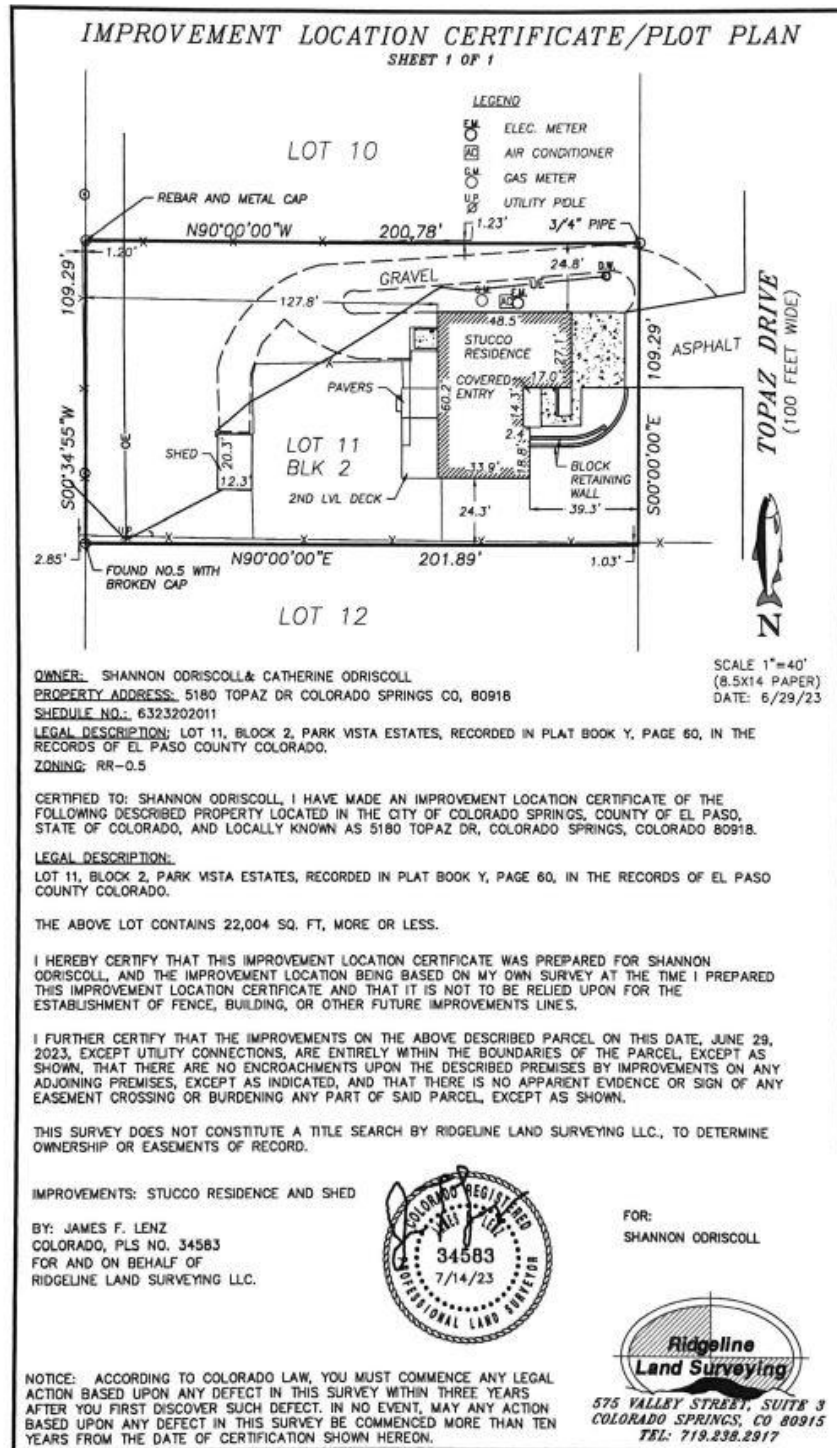 IMPROVEMENT LOCATION CERTIFICATE/PLOT PLAN
SHEET 1 OF 1
LEGEND
E.M. ELEC. METER
AC AIR CONDITIONER
G.M. GAS METER
U.P. UTILITY POLE
LOT 10
REBAR AND METAL CAP
N90°00'00"W 200.78'
1.23'
3/4" PIPE
1.20'
109.29'
GRAVEL
24.8'
D.W.
UE
127.8'
G.M.
AC
E.M.
48.5'
STUCCO
RESIDENCE
27.1'
ASPHALT
109.29'
TOPAZ DRIVE
(100 FEET WIDE)
PAVERS
COVERED
ENTRY
17.0'
60.2'
14.3'
2.4'
S00°34'55"W
OE
SHED
20.3'
12.3'
LOT 11
BLK 2
2ND LVL DECK
33.9'
18.8'
BLOCK
RETAINING
WALL
S00°00'00"E
24.3'
39.3'
U.P.
2.85'
N90°00'00"E 201.89'
1.03'
FOUND NO.5 WITH
BROKEN CAP
LOT 12
N
SCALE 1"=40'
(8.5X14 PAPER)
DATE: 6/29/23
OWNER: SHANNON ODRISCOLL& CATHERINE ODRISCOLL
PROPERTY ADDRESS: 5180 TOPAZ DR COLORADO SPRINGS CO, 80918
SHEDULE NO.: 6323202011
LEGAL DESCRIPTION: LOT 11, BLOCK 2, PARK VISTA ESTATES, RECORDED IN PLAT BOOK Y, PAGE 60, IN THE
RECORDS OF EL PASO COUNTY COLORADO.
ZONING: RR-0.5
CERTIFIED TO: SHANNON ODRISCOLL, I HAVE MADE AN IMPROVEMENT LOCATION CERTIFICATE OF THE
FOLLOWING DESCRIBED PROPERTY LOCATED IN THE CITY OF COLORADO SPRINGS, COUNTY OF EL PASO,
STATE OF COLORADO, AND LOCALLY KNOWN AS 5180 TOPAZ DR, COLORADO SPRINGS, COLORADO 80918.
LEGAL DESCRIPTION:
LOT 11, BLOCK 2, PARK VISTA ESTATES, RECORDED IN PLAT BOOK Y, PAGE 60, IN THE RECORDS OF EL PASO
COUNTY COLORADO.
THE ABOVE LOT CONTAINS 22,004 SQ. FT, MORE OR LESS.
I HEREBY CERTIFY THAT THIS IMPROVEMENT LOCATION CERTIFICATE WAS PREPARED FOR SHANNON
ODRISCOLL, AND THE IMPROVEMENT LOCATION BEING BASED ON MY OWN SURVEY AT THE TIME I PREPARED
THIS IMPROVEMENT LOCATION CERTIFICATE AND THAT IT IS NOT TO BE RELIED UPON FOR THE
ESTABLISHMENT OF FENCE, BUILDING, OR OTHER FUTURE IMPROVEMENTS LINES.
I FURTHER CERTIFY THAT THE IMPROVEMENTS ON THE ABOVE DESCRIBED PARCEL ON THIS DATE, JUNE 29,
2023, EXCEPT UTILITY CONNECTIONS, ARE ENTIRELY WITHIN THE BOUNDARIES OF THE PARCEL, EXCEPT AS
SHOWN, THAT THERE ARE NO ENCROACHMENTS UPON THE DESCRIBED PREMISES BY IMPROVEMENTS ON ANY
ADJOINING PREMISES, EXCEPT AS INDICATED, AND THAT THERE IS NO APPARENT EVIDENCE OR SIGN OF ANY
EASEMENT CROSSING OR BURDENING ANY PART OF SAID PARCEL, EXCEPT AS SHOWN.
THIS SURVEY DOES NOT CONSTITUTE A TITLE SEARCH BY RIDGELINE LAND SURVEYING LLC., TO DETERMINE
OWNERSHIP OR EASEMENTS OF RECORD.
IMPROVEMENTS: STUCCO RESIDENCE AND SHED
BY: JAMES F. LENZ
COLORADO, PLS NO. 34583
FOR AND ON BEHALF OF
RIDGELINE LAND SURVEYING LLC.
COLORADO REGISTERED
JAMES LENZ
34583
7/14/23
PROFESSIONAL LAND SURVEYOR
FOR:
SHANNON ODRISCOLL
Ridgeline
Land Surveying
575 VALLEY STREET, SUITE 3
COLORADO SPRINGS, CO 80915
TEL: 719.238.2917
NOTICE: ACCORDING TO COLORADO LAW, YOU MUST COMMENCE ANY LEGAL
ACTION BASED UPON ANY DEFECT IN THIS SURVEY WITHIN THREE YEARS
AFTER YOU FIRST DISCOVER SUCH DEFECT. IN NO EVENT, MAY ANY ACTION
BASED UPON ANY DEFECT IN THIS SURVEY BE COMMENCED MORE THAN TEN
YEARS FROM THE DATE OF CERTIFICATION SHOWN HEREON.